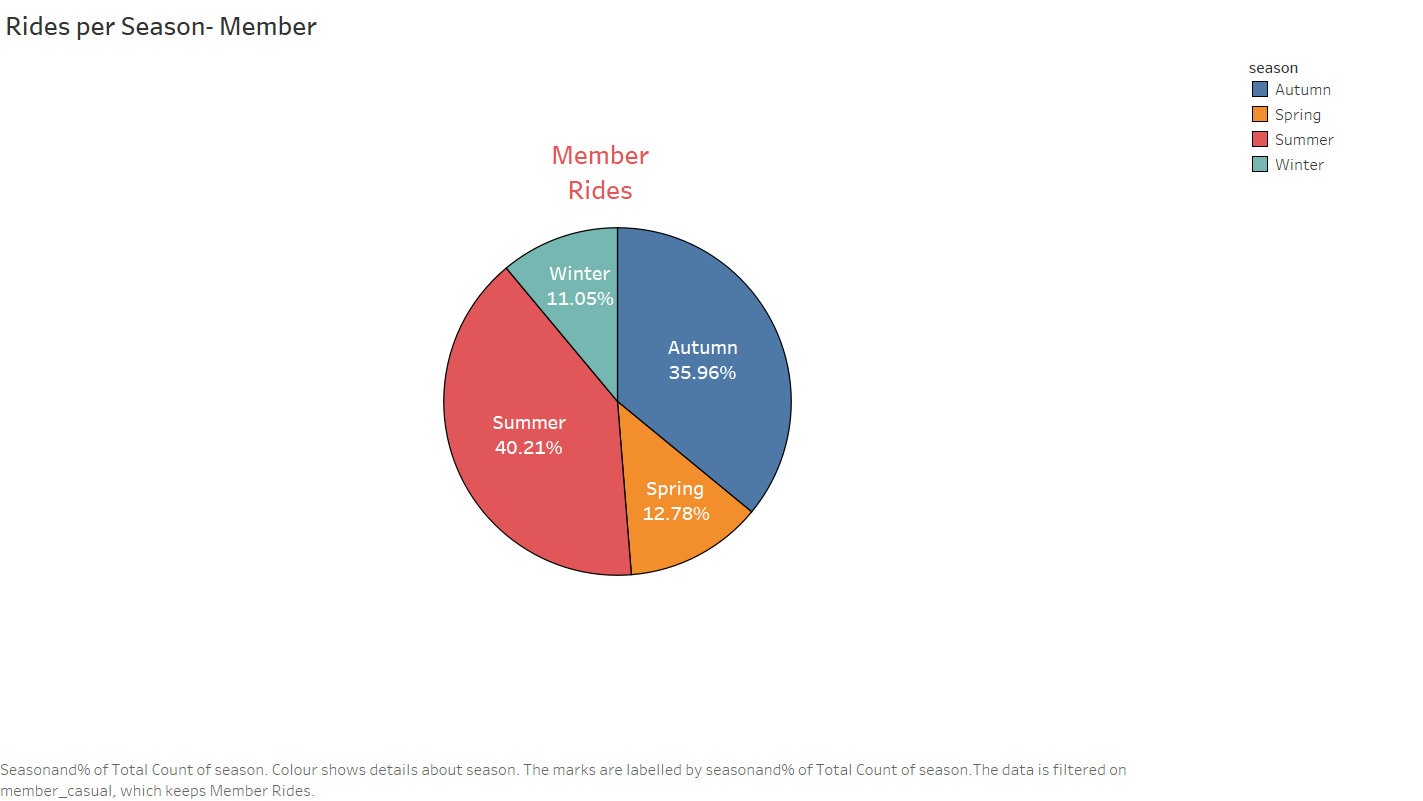 Rides per Season- Member
season
Autumn
Spring
Summer
Winter
Member
Rides
Winter
11.05%
Autumn
35.96%
Summer
40.21%
Spring
12.78%
Seasonand% of Total Count of season. Colour shows details about season. The marks are labelled by seasonand% of Total Count of season.The data is filtered on
member_casual, which keeps Member Rides.